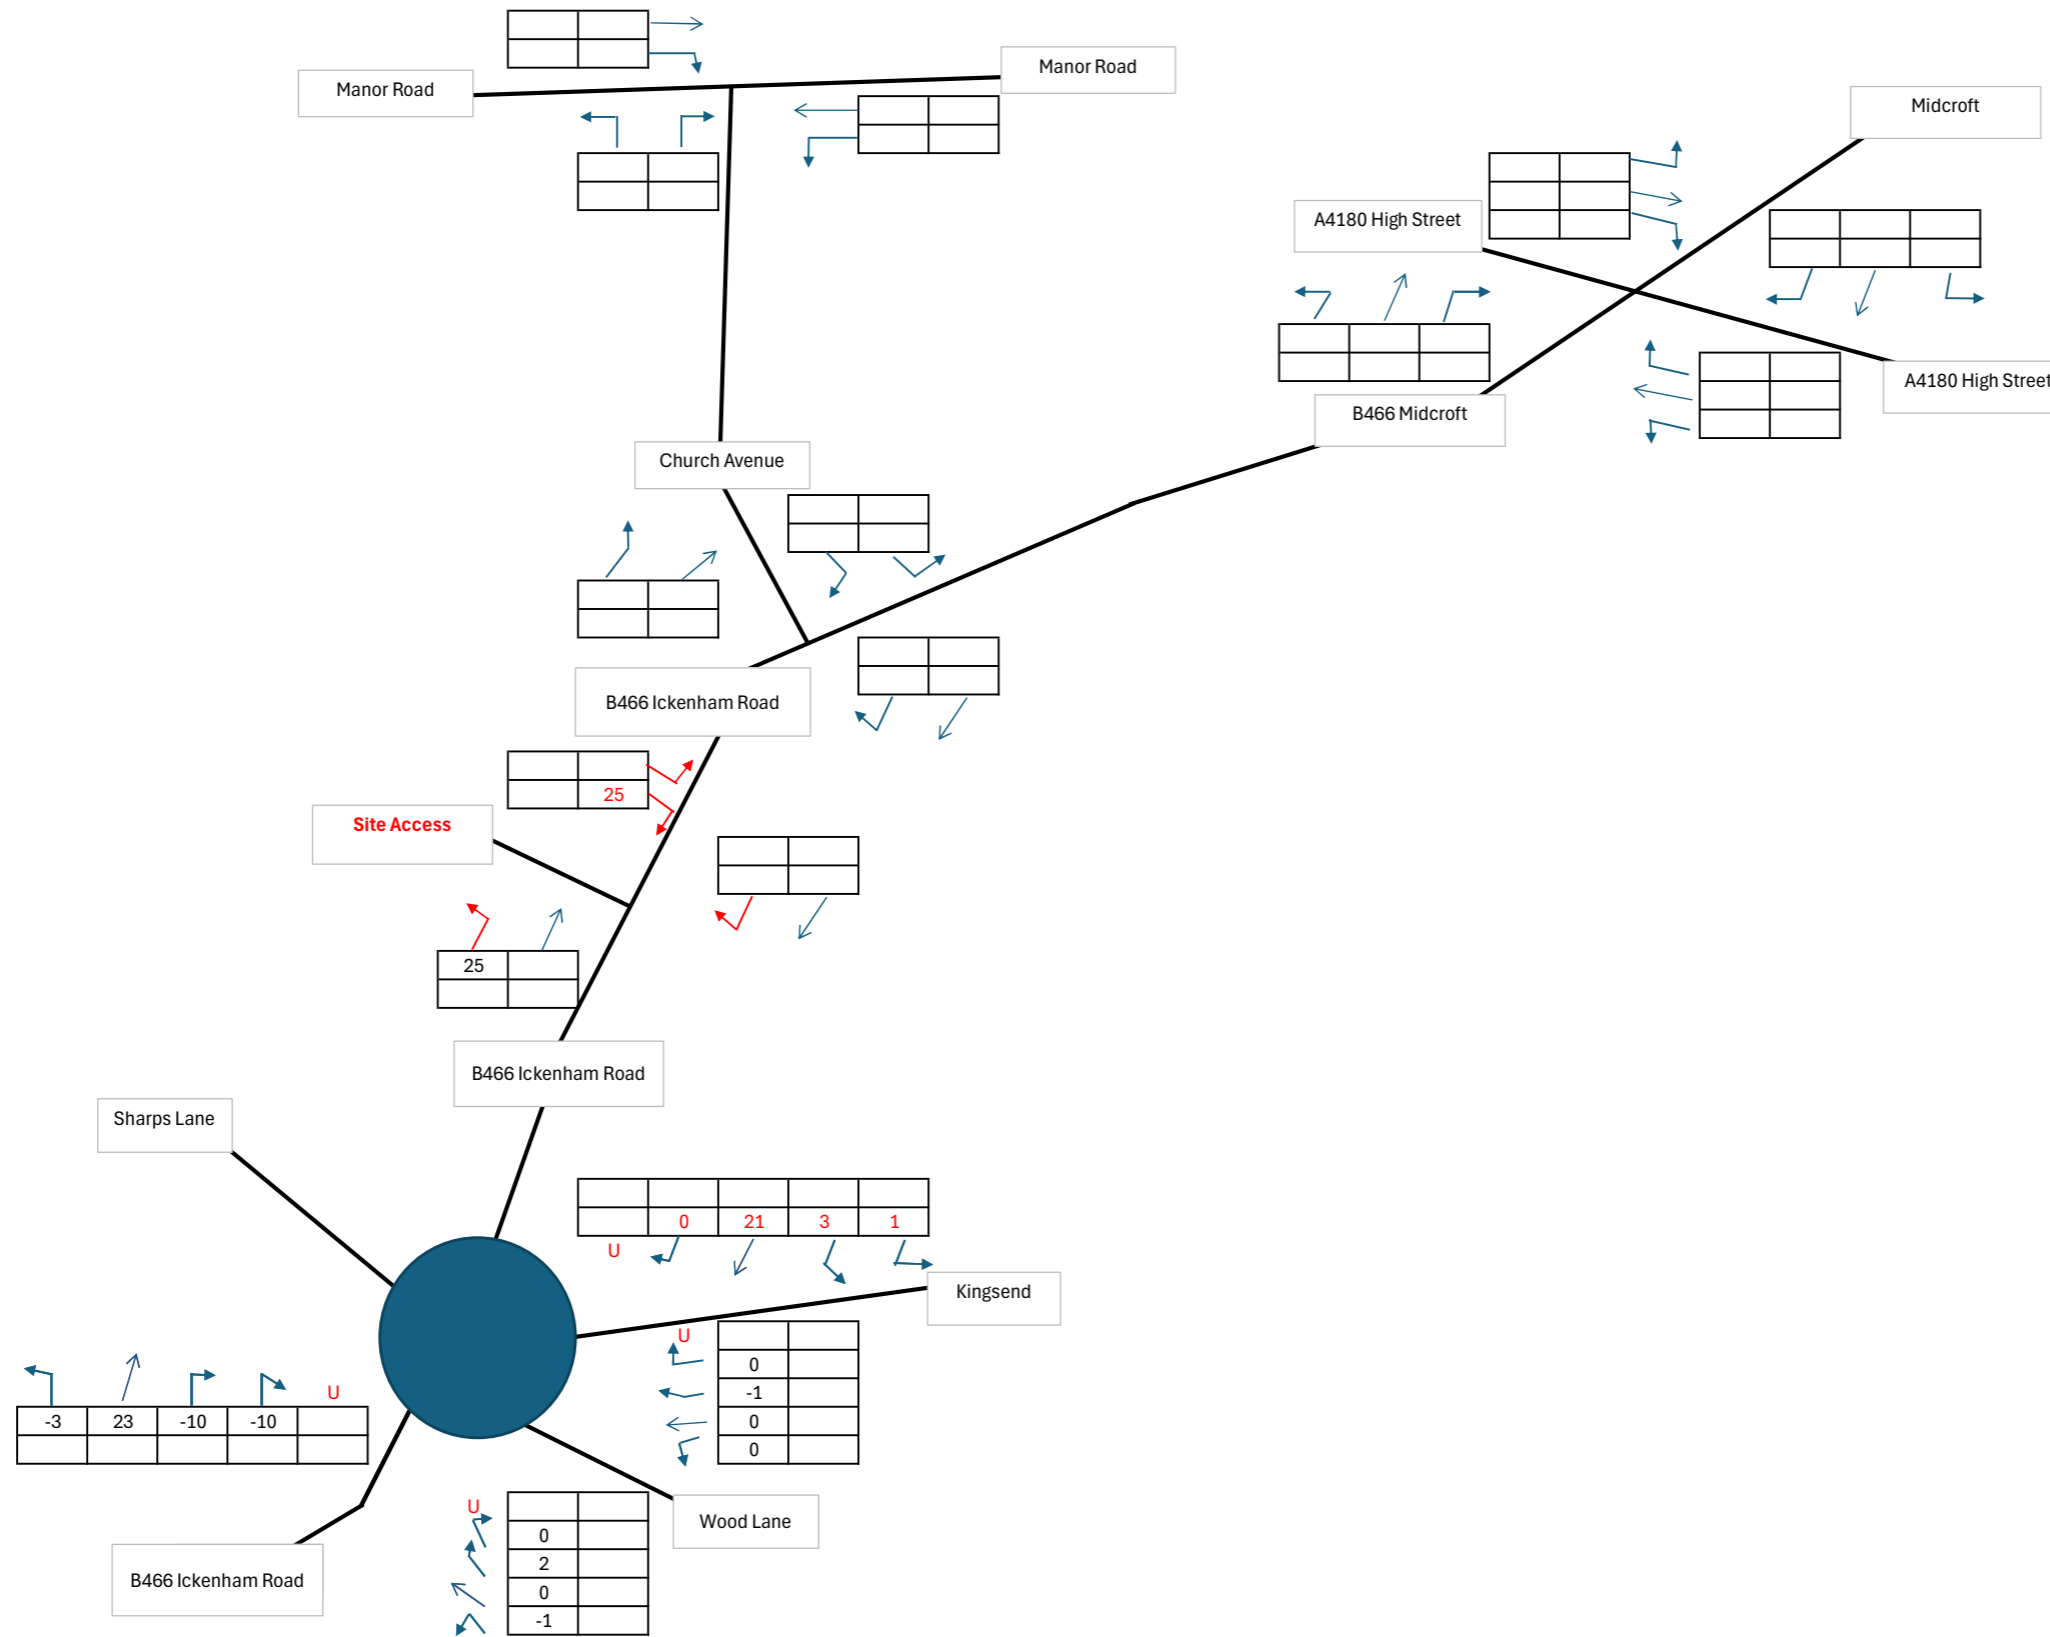 Manor Road
Manor Road
Midcroft
A4180 High Street
A4180 High Street
B466 Midcroft
Church Avenue
B466 Ickenham Road
25
Site Access
25
B466 Ickenham Road
Sharps Lane
0 21 3 1
U
Kingsend
U
0
-1
0
0
U
-3 23 -10 -10
Wood Lane
U
0
2
0
-1
B466 Ickenham Road